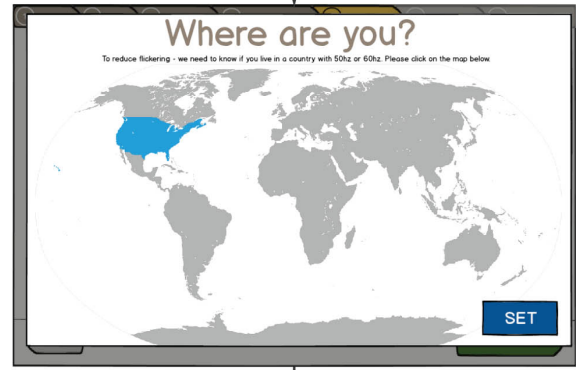 Where are you?
To reduce flickering - we need to know if you live in a country with 50hz or 60hz. Please click on the map below.
SET